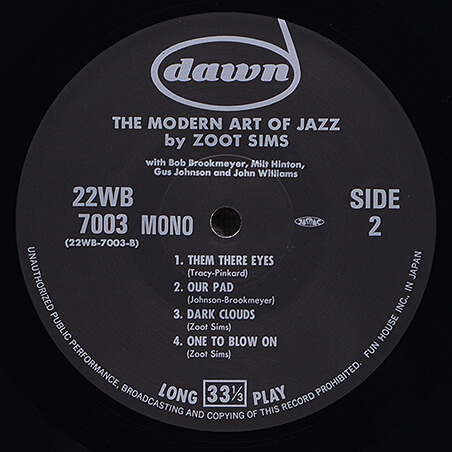 dawn
THE MODERN ART OF JAZZ
by ZOOT SIMS
with Bob Brookmeyer, Milt Hinton,
Gus Johnson and John Williams
22WB
7003 MONO
(22WB-7003-B)
SIDE
2
1. THEM THERE EYES
(Tracy-Pinkard)
2. OUR PAD
(Johnson-Brookmeyer)
3. DARK CLOUDS
(Zoot Sims)
4. ONE TO BLOW ON
(Zoot Sims)
LONG 33 1/3 PLAY
UNAUTHORIZED PUBLIC PERFORMANCE, BROADCASTING AND COPYING OF THIS RECORD PROHIBITED. FUN HOUSE INC., IN JAPAN